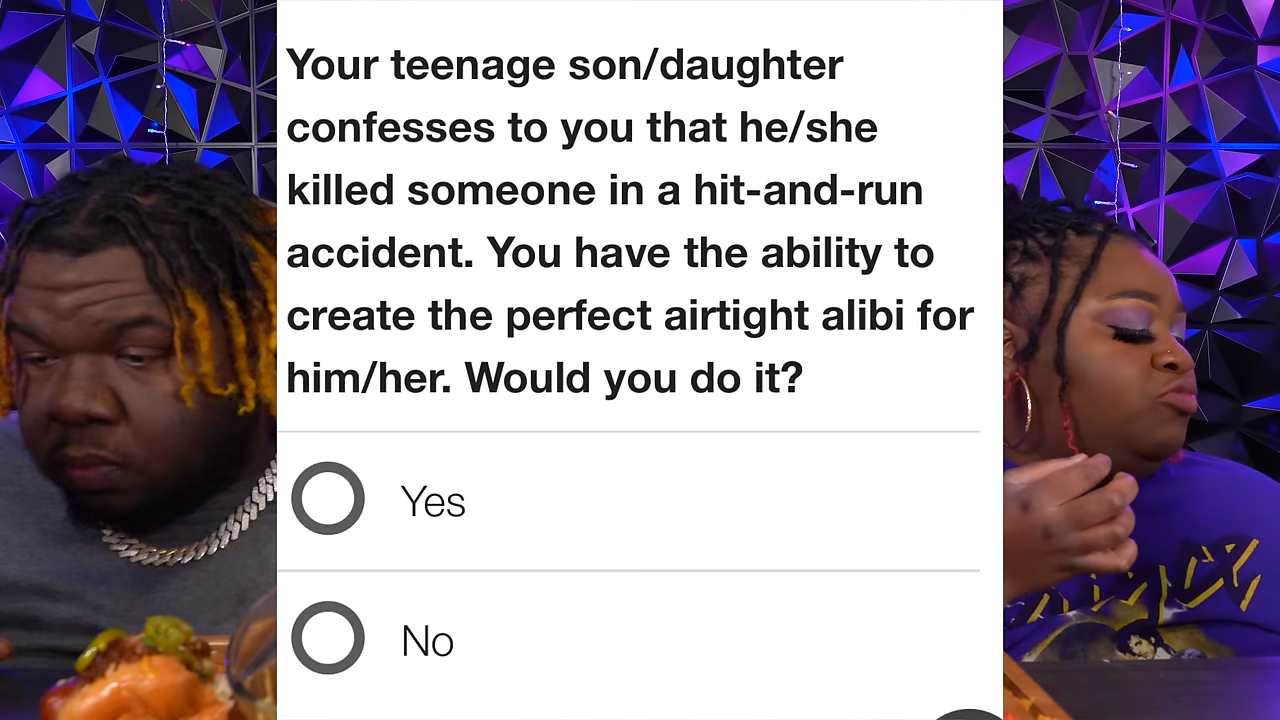 Your teenage son/daughter
confesses to you that he/she
killed someone in a hit-and-run
accident. You have the ability to
create the perfect airtight alibi for
him/her. Would you do it?
Yes
No